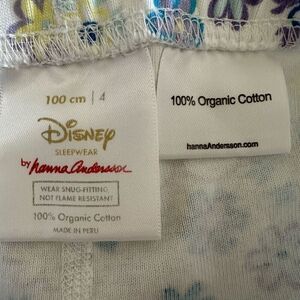 100 cm | 4
Disney
SLEEPWEAR
by hanna Andersson
WEAR SNUG-FITTING
NOT FLAME RESISTANT
100% Organic Cotton
MADE IN PERU
100% Organic Cotton
hannaAndersson.com